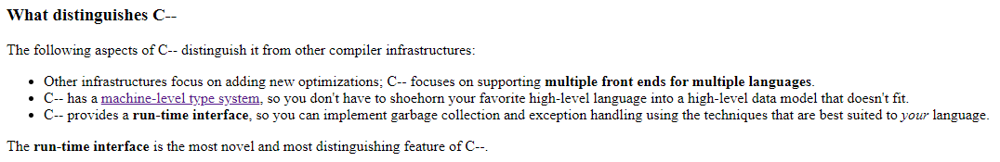 What distinguishes C--
The following aspects of C-- distinguish it from other compiler infrastructures:
Other infrastructures focus on adding new optimizations; C-- focuses on supporting multiple front ends for multiple languages.
C-- has a machine-level type system, so you don't have to shoehorn your favorite high-level language into a high-level data model that doesn't fit.
C-- provides a run-time interface, so you can implement garbage collection and exception handling using the techniques that are best suited to your language.
The run-time interface is the most novel and most distinguishing feature of C--.